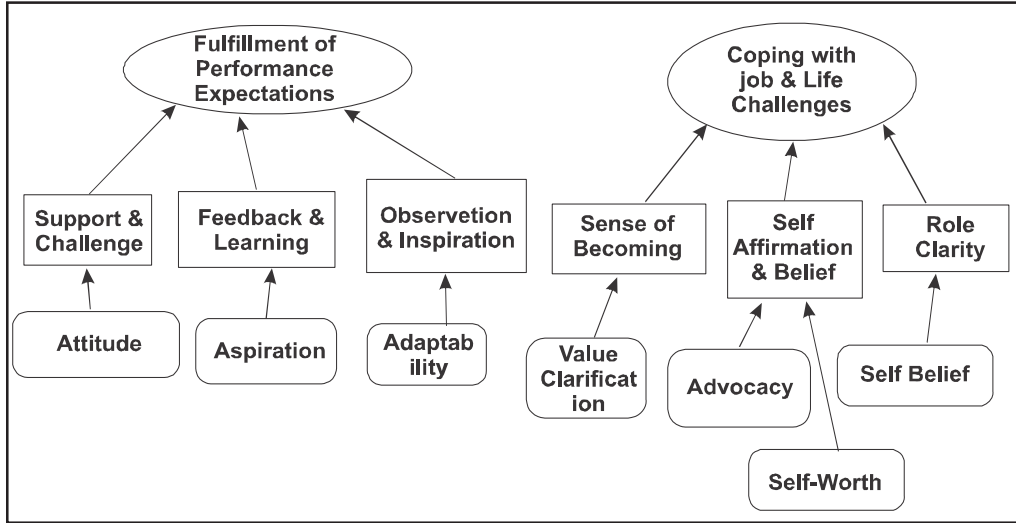 Fulfillment of
Performance
Expectations
Coping with
job & Life
Challenges
Support &
Challenge
Feedback &
Learning
Observetion
& Inspiration
Sense of
Becoming
Self
Affirmation
& Belief
Role
Clarity
Attitude
Aspiration
Adaptab
ility
Value
Clarificat
ion
Advocacy
Self Belief
Self-Worth